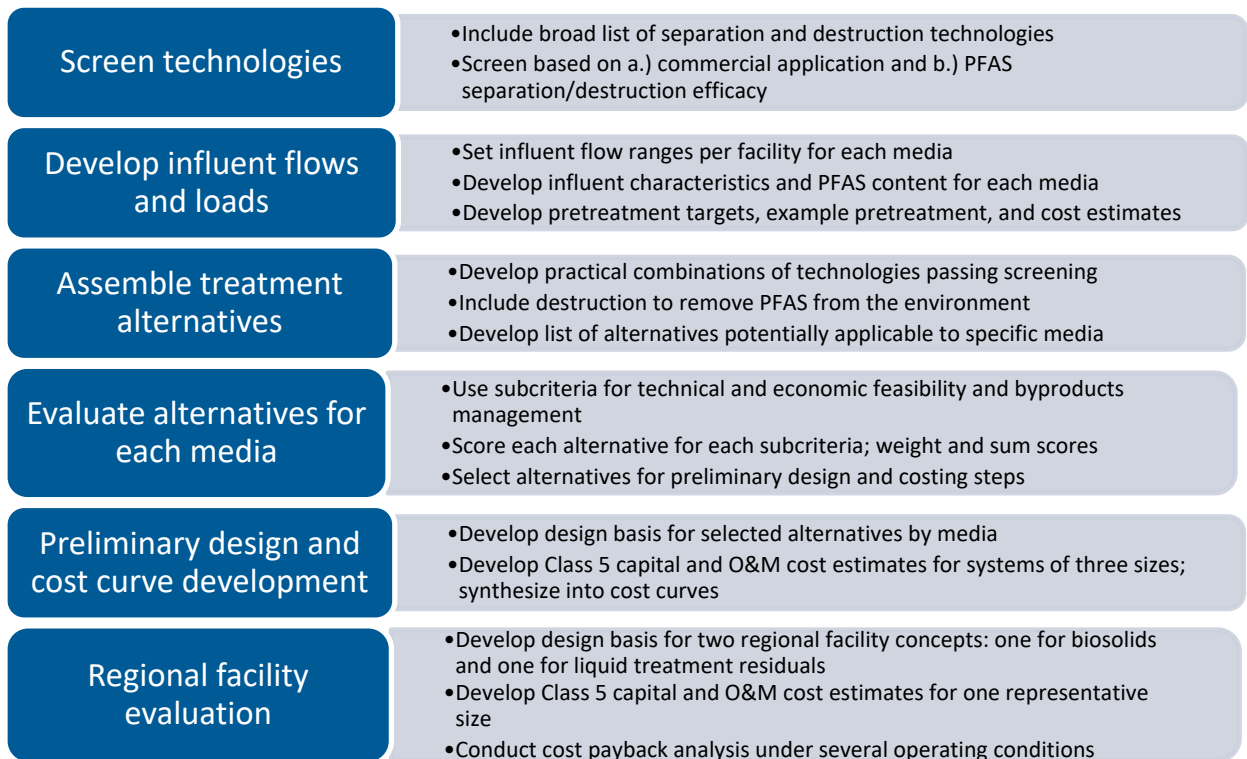 Screen technologies
•Include broad list of separation and destruction technologies
•Screen based on a.) commercial application and b.) PFAS
separation/destruction efficacy
Develop influent flows
and loads
•Set influent flow ranges per facility for each media
•Develop influent characteristics and PFAS content for each media
•Develop pretreatment targets, example pretreatment, and cost estimates
Assemble treatment
alternatives
•Develop practical combinations of technologies passing screening
•Include destruction to remove PFAS from the environment
•Develop list of alternatives potentially applicable to specific media
Evaluate alternatives for
each media
•Use subcriteria for technical and economic feasibility and byproducts
management
•Score each alternative for each subcriteria; weight and sum scores
•Select alternatives for preliminary design and costing steps
Preliminary design and
cost curve development
•Develop design basis for selected alternatives by media
•Develop Class 5 capital and O&M cost estimates for systems of three sizes;
synthesize into cost curves
Regional facility
evaluation
•Develop design basis for two regional facility concepts: one for biosolids
and one for liquid treatment residuals
•Develop Class 5 capital and O&M cost estimates for one representative
size
•Conduct cost payback analysis under several operating conditions